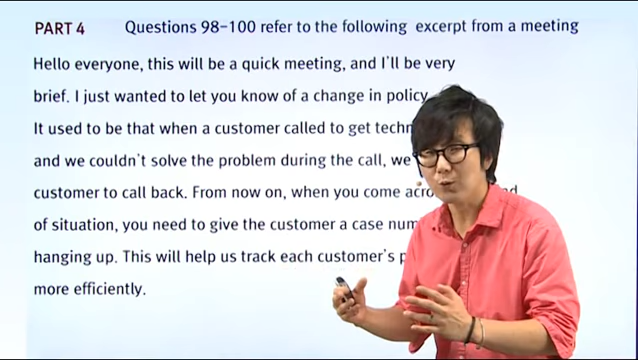 PART 4 Questions 98-100 refer to the following excerpt from a meeting
Hello everyone, this will be a quick meeting, and I'll be very
brief. I just wanted to let you know of a change in policy
It used to be that when a customer called to get
and we couldn't solve the problem during the call, we
customer to call back. From now on, when you come
of situation, you need to give the customer a case
hanging up. This will help us track each customer's
more efficiently.